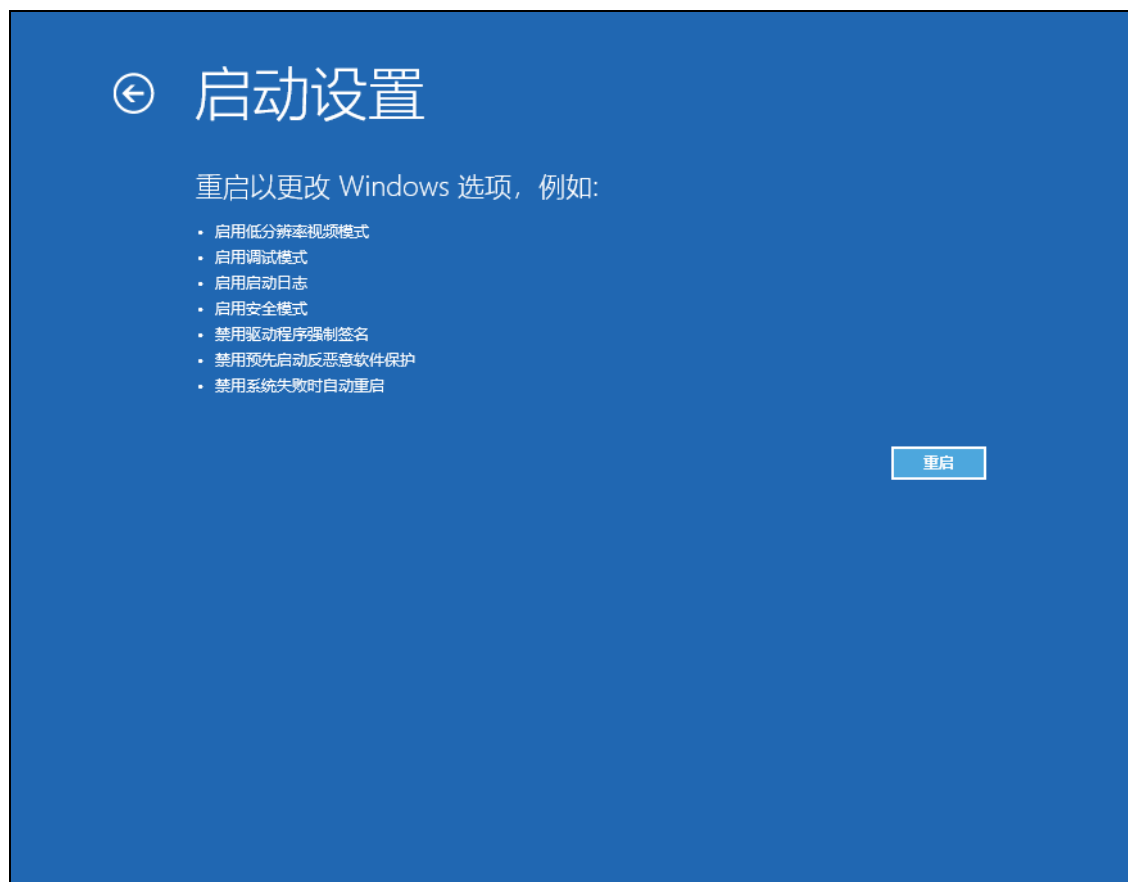 启动设置
重启以更改 Windows 选项，例如:
• 启用低分辨率视频模式
• 启用调试模式
• 启用启动日志
• 启用安全模式
• 禁用驱动程序强制签名
• 禁用预先启动反恶意软件保护
• 禁用系统失败时自动重启
重启